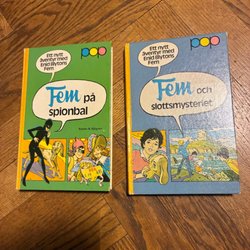 pop
Ett nytt
äventyr med
Enid Blytons
Fem
Fem på
spionbal
pop
Ett nytt
äventyr med
Enid Blytons
Fem
Fem och
slottsmysteriet